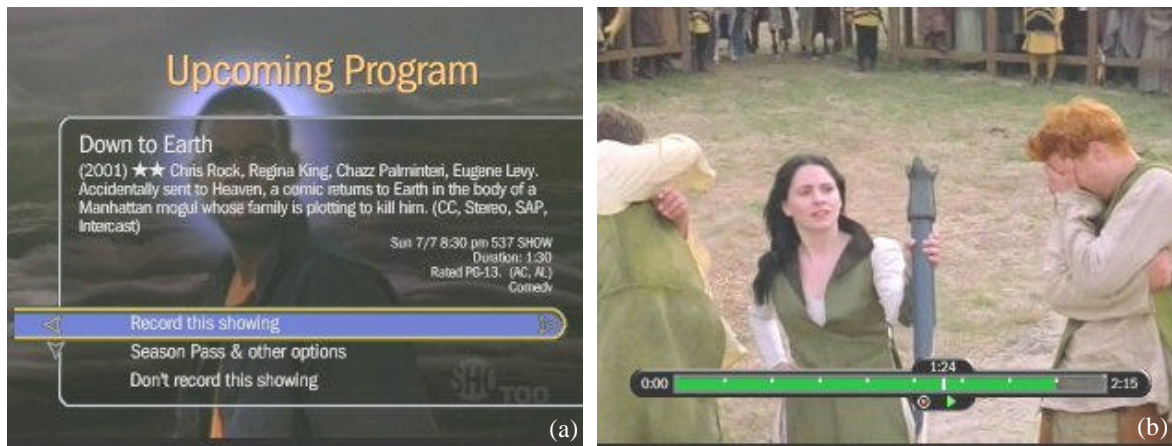 Upcoming Program
Down to Earth
(2001) ★★ Chris Rock, Regina King, Chazz Palminteri, Eugene Levy.
Accidentally sent to Heaven, a comic returns to Earth in the body of a
Manhattan mogul whose family is plotting to kill him. (CC, Stereo, SAP,
Intercast)
Sun 7/7 8:30 pm 537 SHOW
Duration: 1:30
Rated PG-13. (AC, AL)
Comedy
Record this showing
Season Pass & other options
Don't record this showing
SHO
TOO
(a)
1:24
0:00
2:15
(b)